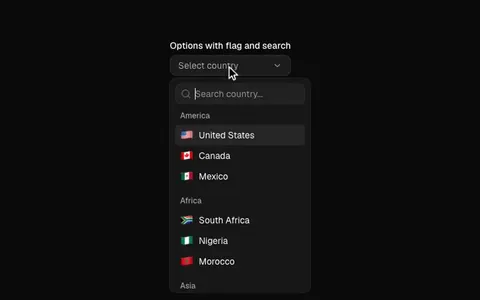 Options with flag and search
Select country
Search country...
America
United States
Canada
Mexico
Africa
South Africa
Nigeria
Morocco
Asia